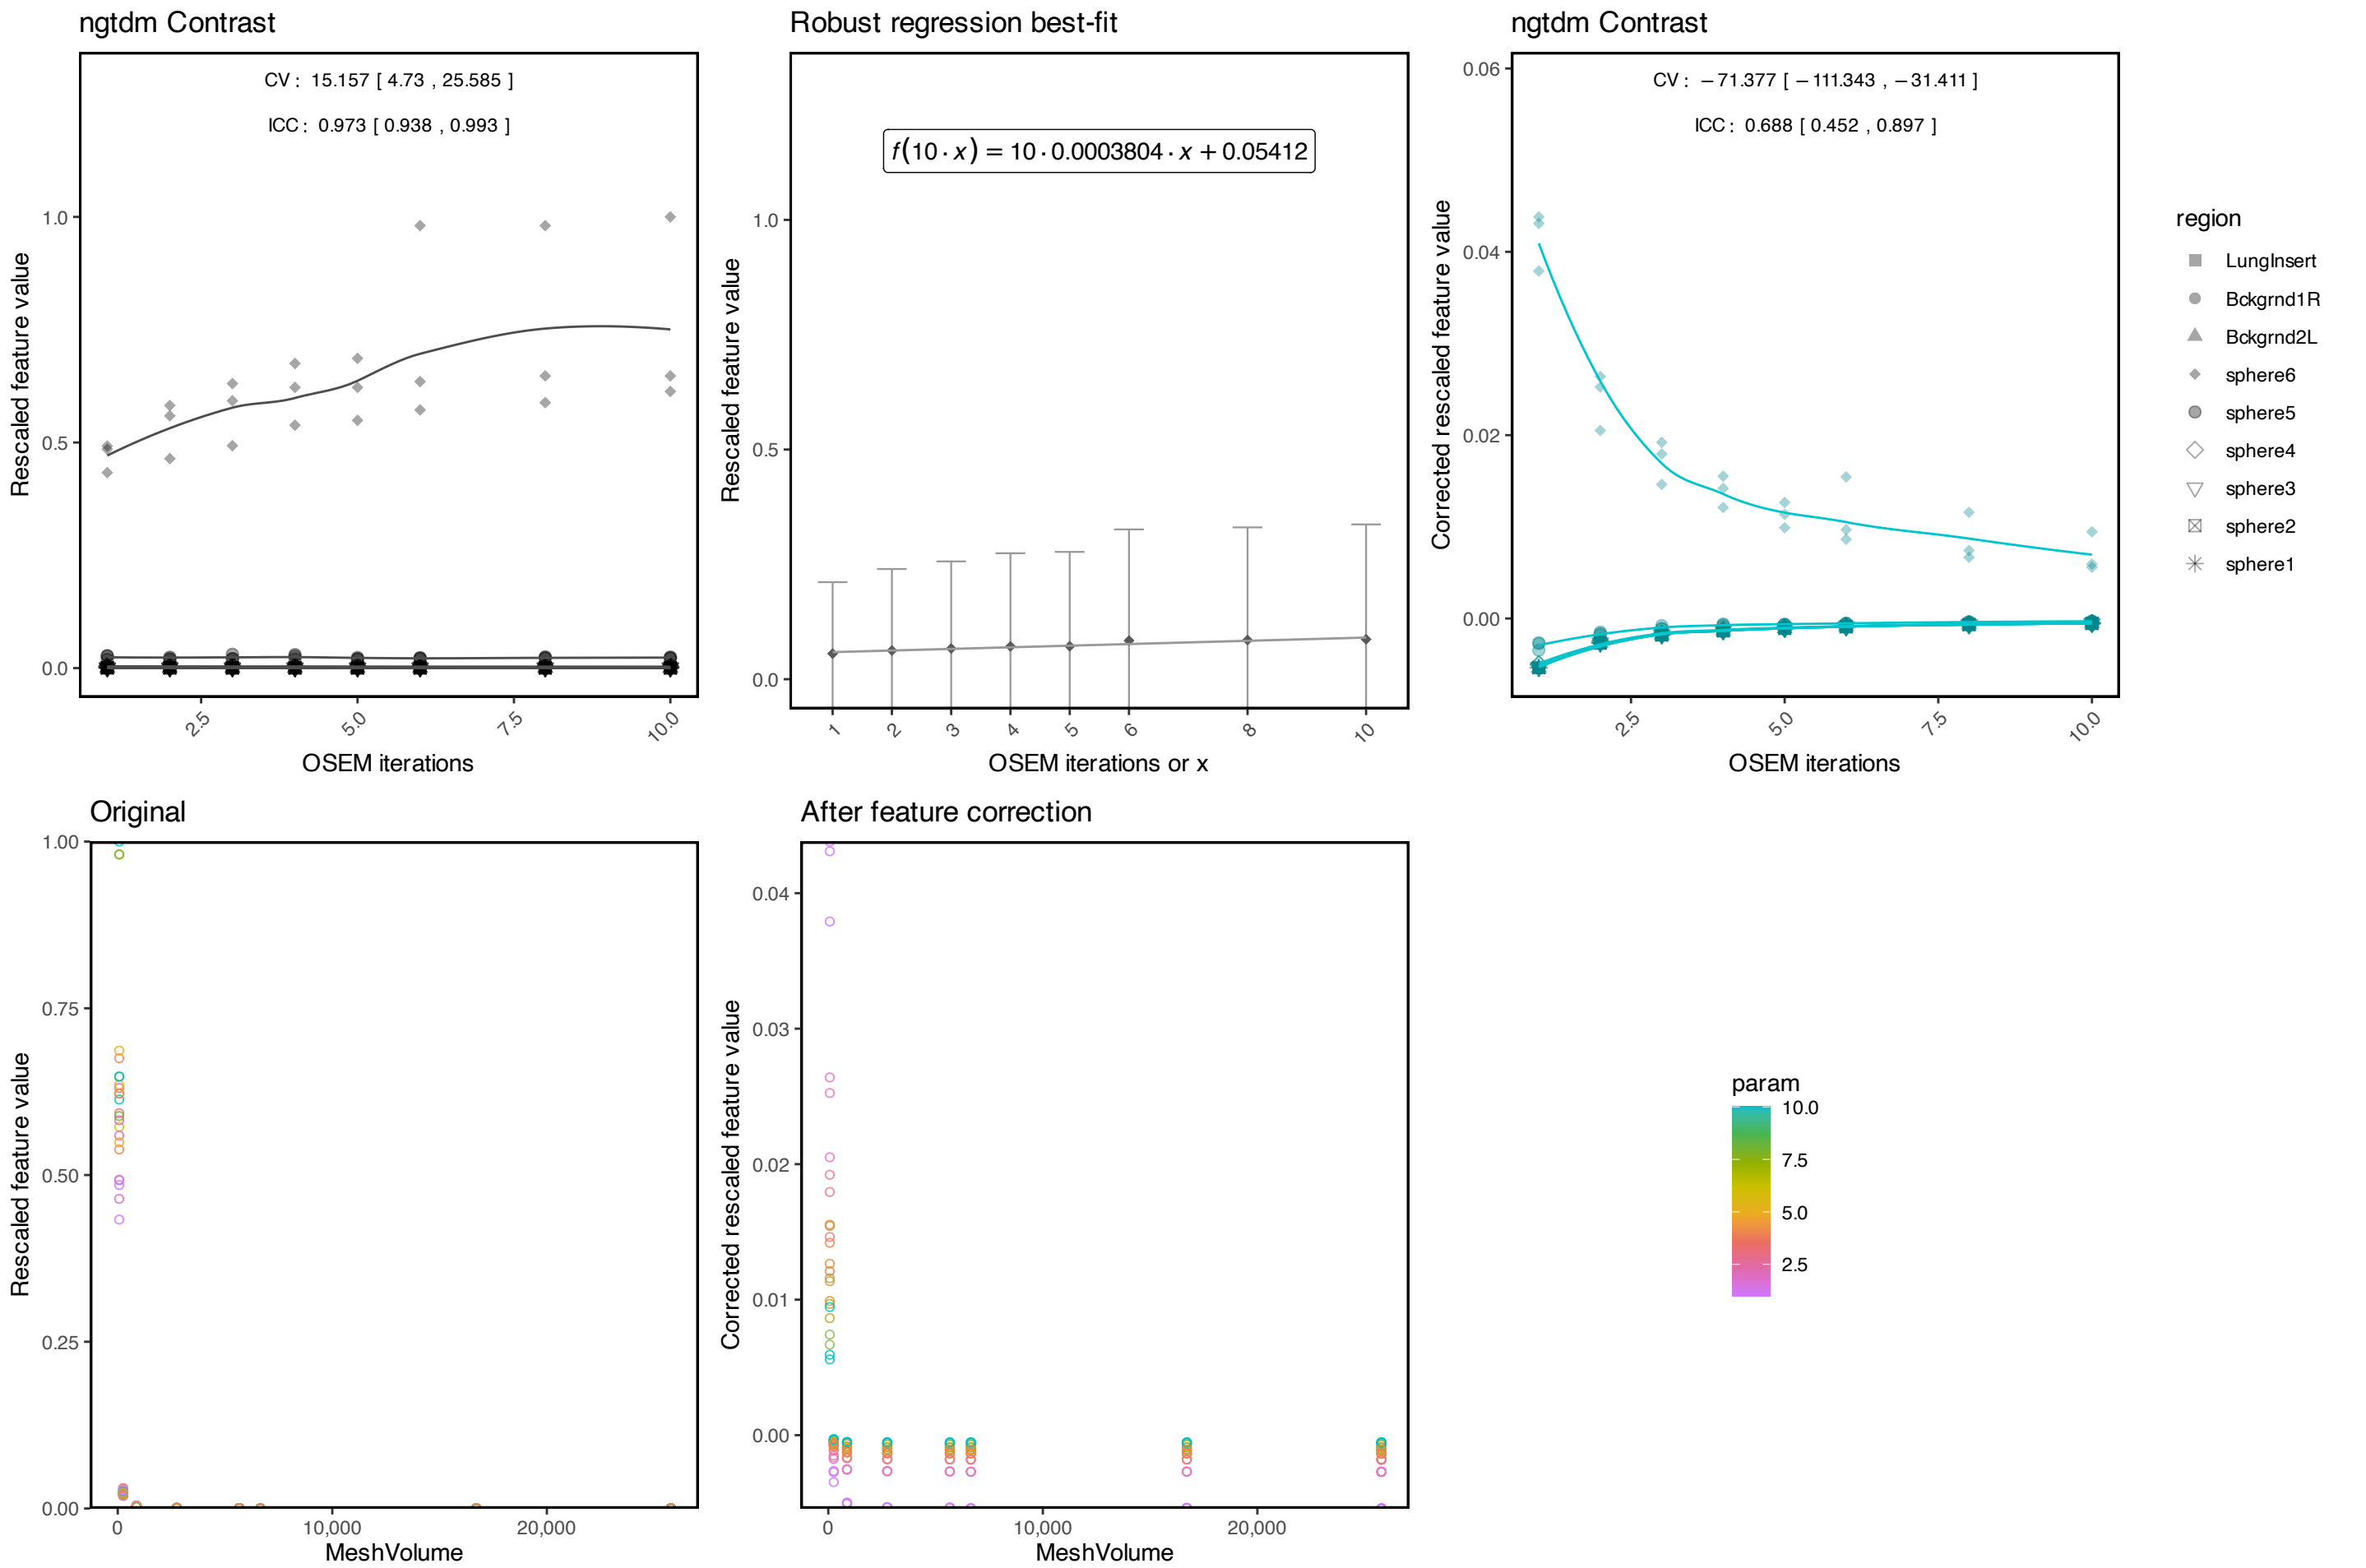 ngtdm Contrast
CV : 15.157 [ 4.73 , 25.585 ]
ICC : 0.973 [ 0.938 , 0.993 ]
Rescaled feature value
1.0
0.5
0.0
2.5
5.0
7.5
10.0
OSEM iterations
Robust regression best-fit
f(10 · x) = 10 · 0.0003804 · x + 0.05412
Rescaled feature value
1.0
0.5
0.0
1
2
3
4
5
6
8
10
OSEM iterations or x
ngtdm Contrast
CV : −71.377 [ −111.343 , −31.411 ]
ICC : 0.688 [ 0.452 , 0.897 ]
Corrected rescaled feature value
0.06
0.04
0.02
0.00
2.5
5.0
7.5
10.0
OSEM iterations
region
LungInsert
Bckgrnd1R
Bckgrnd2L
sphere6
sphere5
sphere4
sphere3
sphere2
sphere1
Original
Rescaled feature value
1.00
0.75
0.50
0.25
0.00
0
10,000
20,000
MeshVolume
After feature correction
Corrected rescaled feature value
0.04
0.03
0.02
0.01
0.00
0
10,000
20,000
MeshVolume
param
10.0
7.5
5.0
2.5